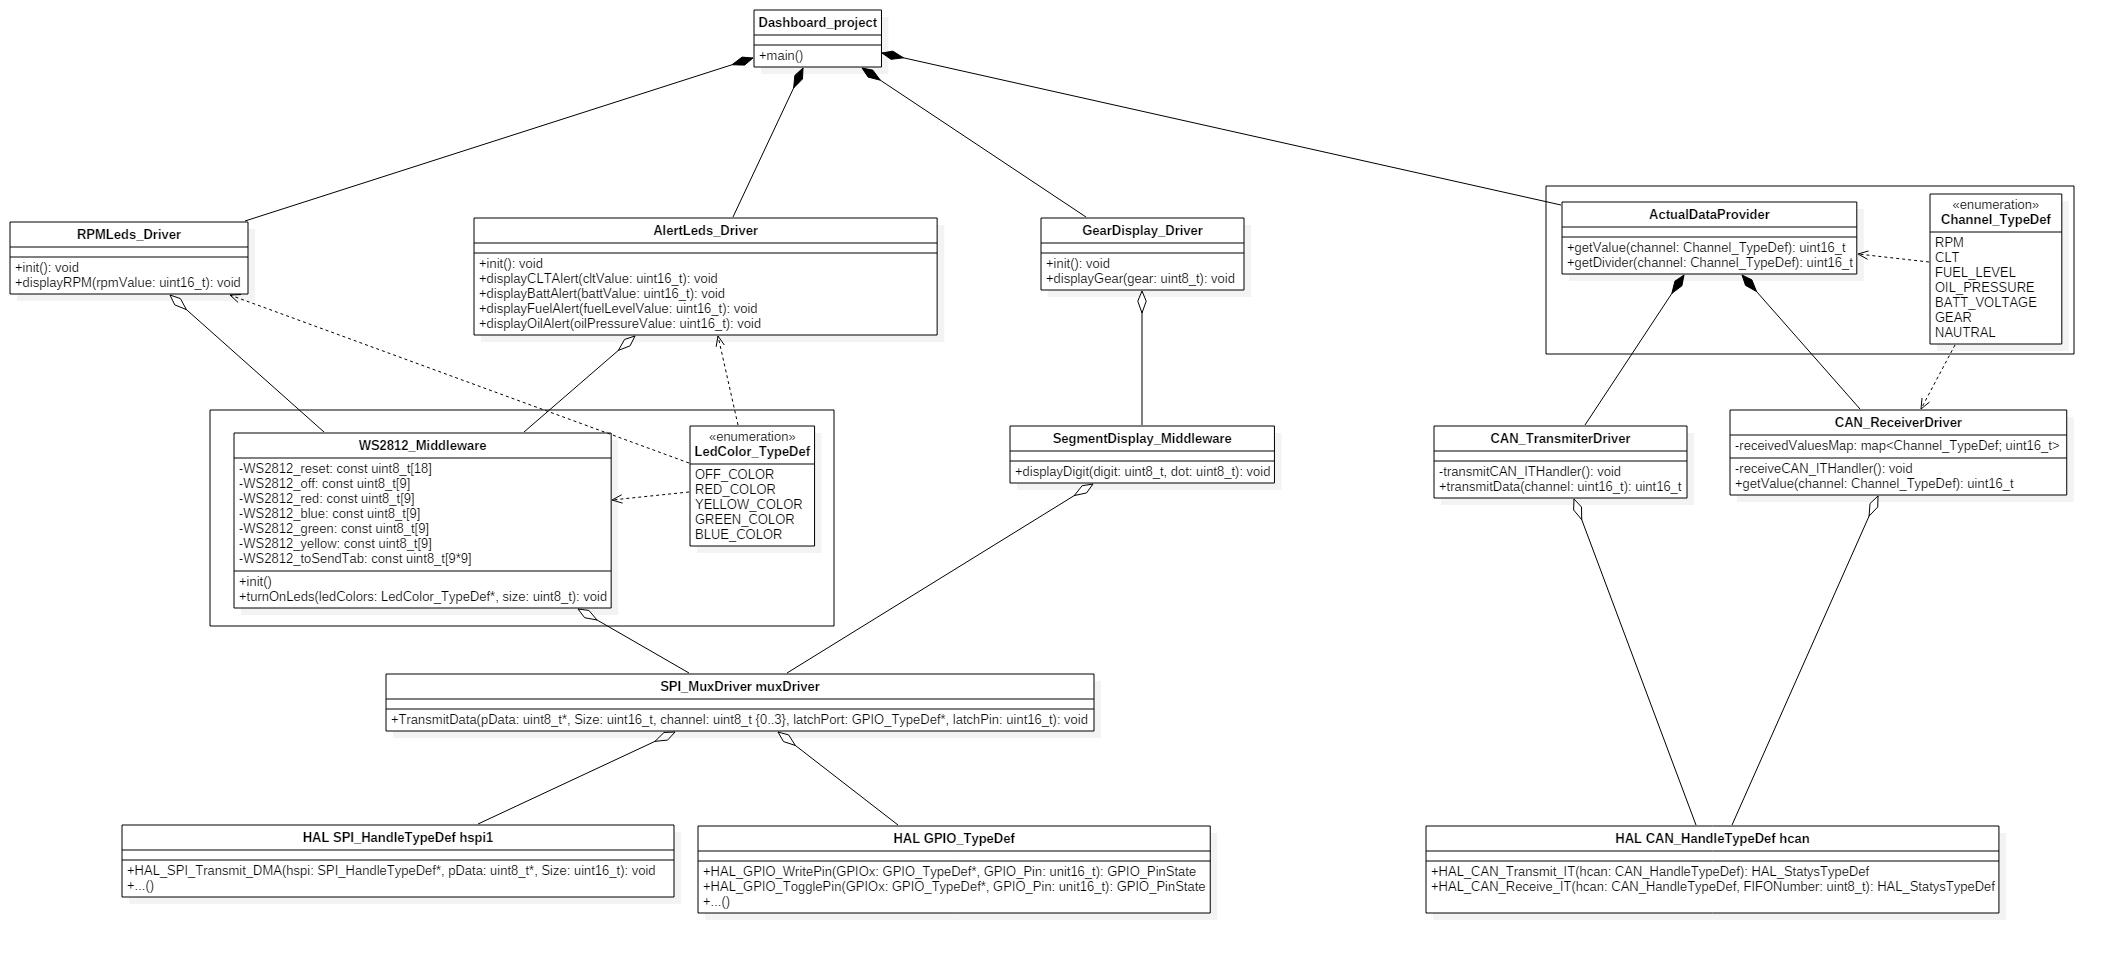 Dashboard_project
+main()
RPMLeds_Driver
+init(): void
+displayRPM(rpmValue: uint16_t): void
AlertLeds_Driver
+init(): void
+displayCLTAlert(cltValue: uint16_t): void
+displayBattAlert(battValue: uint16_t): void
+displayFuelAlert(fuelLevelValue: uint16_t): void
+displayOilAlert(oilPressureValue: uint16_t): void
GearDisplay_Driver
+init(): void
+displayGear(gear: uint8_t): void
ActualDataProvider
+getValue(channel: Channel_TypeDef): uint16_t
+getDivider(channel: Channel_TypeDef): uint16_t
«enumeration»
Channel_TypeDef
RPM
CLT
FUEL_LEVEL
OIL_PRESSURE
BATT_VOLTAGE
GEAR
NAUTRAL
WS2812_Middleware
-WS2812_reset: const uint8_t[18]
-WS2812_off: const uint8_t[9]
-WS2812_red: const uint8_t[9]
-WS2812_blue: const uint8_t[9]
-WS2812_green: const uint8_t[9]
-WS2812_yellow: const uint8_t[9]
-WS2812_toSendTab: const uint8_t[9*9]
+init()
+turnOnLeds(ledColors: LedColor_TypeDef*, size: uint8_t): void
«enumeration»
LedColor_TypeDef
OFF_COLOR
RED_COLOR
YELLOW_COLOR
GREEN_COLOR
BLUE_COLOR
SegmentDisplay_Middleware
+displayDigit(digit: uint8_t, dot: uint8_t): void
CAN_TransmiterDriver
-transmitCAN_ITHandler(): void
+transmitData(channel: uint16_t): uint16_t
CAN_ReceiverDriver
-receivedValuesMap: map<Channel_TypeDef; uint16_t>
-receiveCAN_ITHandler(): void
+getValue(channel: Channel_TypeDef): uint16_t
SPI_MuxDriver muxDriver
+TransmitData(pData: uint8_t*, Size: uint16_t, channel: uint8_t {0..3}, latchPort: GPIO_TypeDef*, latchPin: uint16_t): void
HAL SPI_HandleTypeDef hspi1
+HAL_SPI_Transmit_DMA(hspi: SPI_HandleTypeDef*, pData: uint8_t*, Size: uint16_t): void
+...()
HAL GPIO_TypeDef
+HAL_GPIO_WritePin(GPIOx: GPIO_TypeDef*, GPIO_Pin: unit16_t): GPIO_PinState
+HAL_GPIO_TogglePin(GPIOx: GPIO_TypeDef*, GPIO_Pin: unit16_t): GPIO_PinState
+...()
HAL CAN_HandleTypeDef hcan
+HAL_CAN_Transmit_IT(hcan: CAN_HandleTypeDef): HAL_StatysTypeDef
+HAL_CAN_Receive_IT(hcan: CAN_HandleTypeDef, FIFONumber: uint8_t): HAL_StatysTypeDef